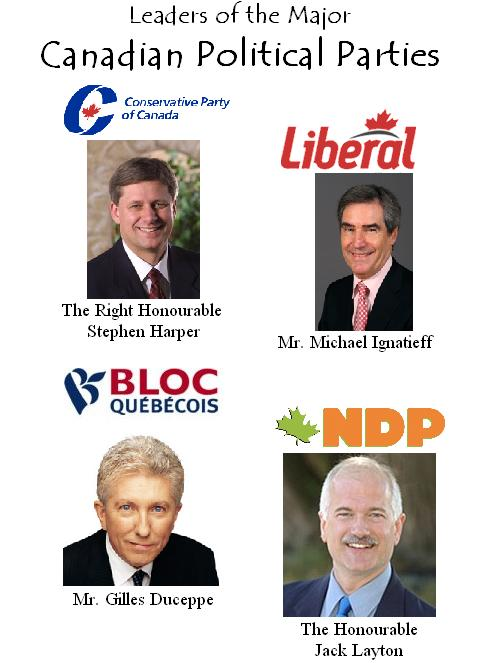 Leaders of the Major
Canadian Political Parties
Conservative Party
of Canada
The Right Honourable
Stephen Harper
Liberal
Mr. Michael Ignatieff
BLOC
QUÉBÉCOIS
Mr. Gilles Duceppe
NDP
The Honourable
Jack Layton